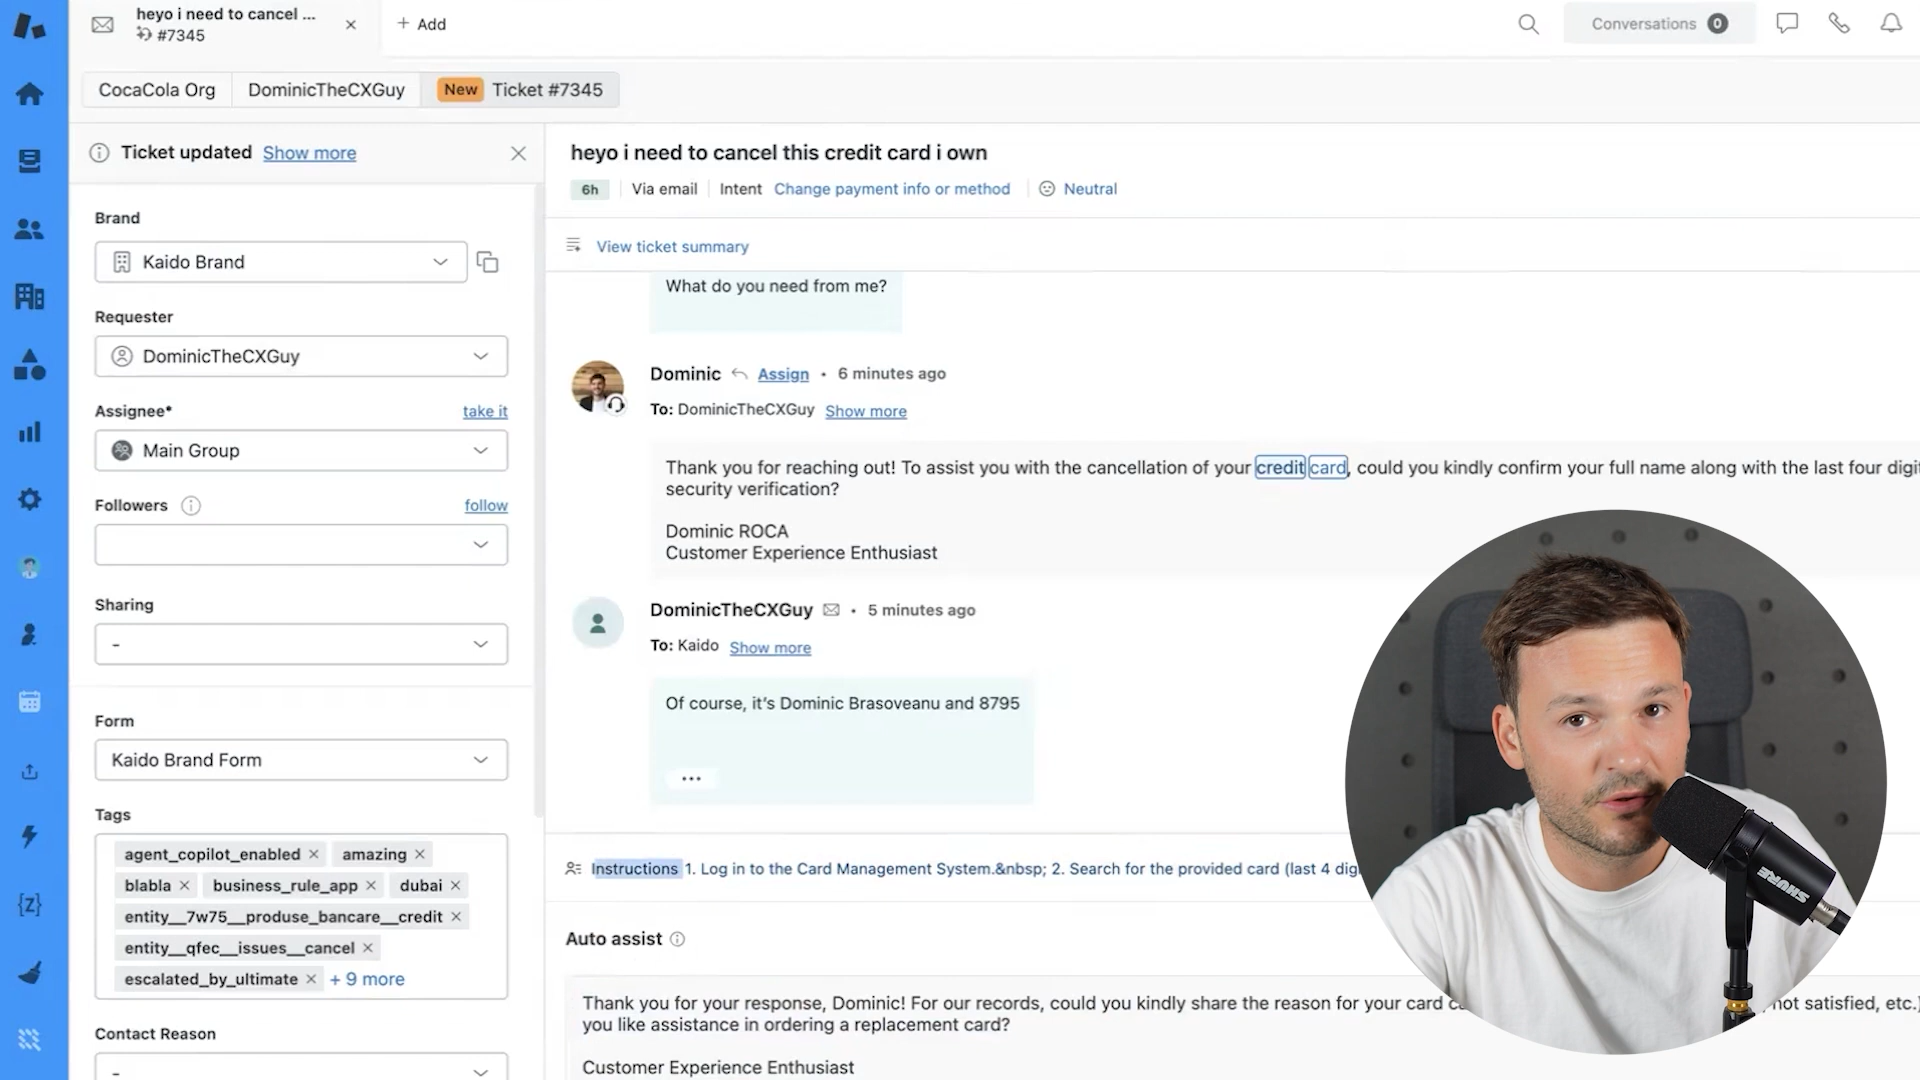 heyo i need to cancel ...
#7345
+ Add
Conversations 0
CocaCola Org
DominicTheCXGuy
New Ticket #7345
Ticket updated Show more
Brand
Kaido Brand
Requester
DominicTheCXGuy
Assignee* take it
Main Group
Followers follow
Sharing
-
Form
Kaido Brand Form
Tags
agent_copilot_enabled × amazing ×
blabla × business_rule_app × dubai ×
entity__7w75__produse_bancare__credit ×
entity__qfec__issues__cancel ×
escalated_by_ultimate × + 9 more
Contact Reason
-
heyo i need to cancel this credit card i own
6h Via email Intent Change payment info or method Neutral
View ticket summary
What do you need from me?
Dominic Assign • 6 minutes ago
To: DominicTheCXGuy Show more
Thank you for reaching out! To assist you with the cancellation of your credit card, could you kindly confirm your full name along with the last four digit
security verification?
Dominic ROCA
Customer Experience Enthusiast
DominicTheCXGuy • 5 minutes ago
To: Kaido Show more
Of course, it's Dominic Brasoveanu and 8795
...
Instructions 1. Log in to the Card Management System.&nbsp; 2. Search for the provided card (last 4 dig
Auto assist
Thank you for your response, Dominic! For our records, could you kindly share the reason for your card c not satisfied, etc.)
you like assistance in ordering a replacement card?
Customer Experience Enthusiast
SHURE